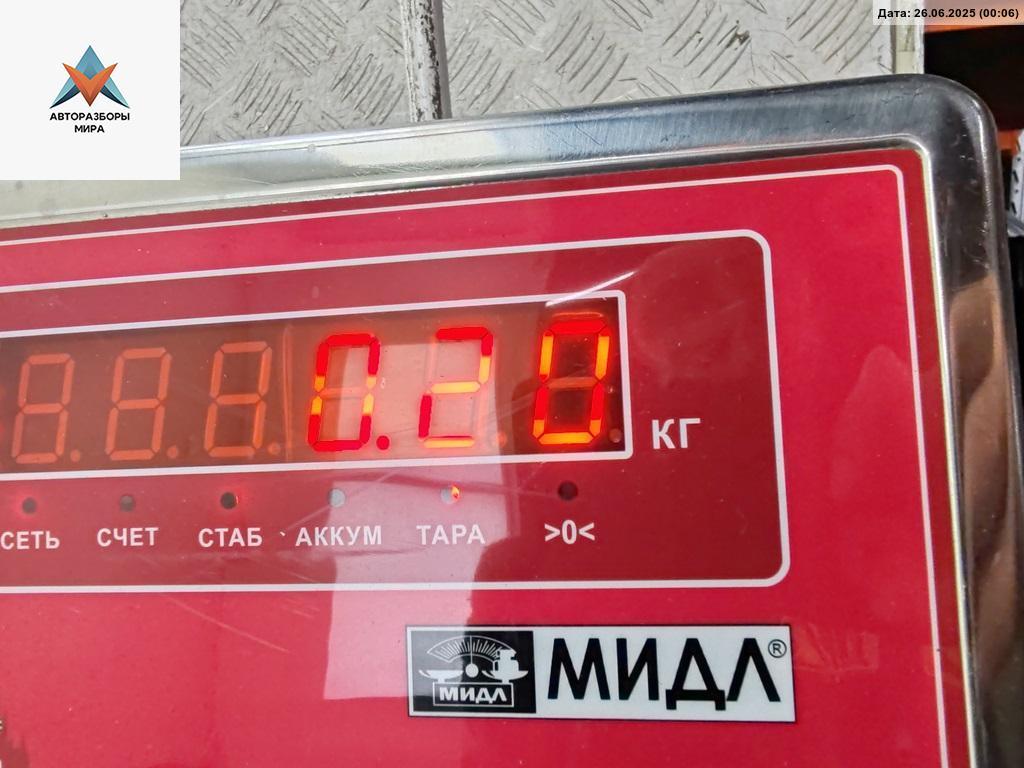 Дата: 26.06.2025 (00:06)
АВТОРАЗБОРЫ
МИРА
0.20
КГ
СЕТЬ СЧЕТ СТАБ АККУМ ТАРА >0<
МИДЛ МИДЛ®